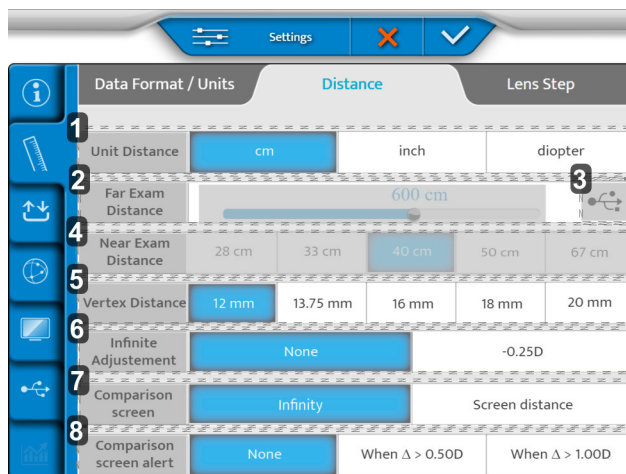 Settings
Data Format / Units
Distance
Lens Step
1
Unit Distance
cm
inch
diopter
2
3
Far Exam
Distance
600 cm
4
Near Exam
Distance
28 cm
33 cm
40 cm
50 cm
67 cm
5
Vertex Distance
12 mm
13.75 mm
16 mm
18 mm
20 mm
6
Infinite
Adjustement
None
-0.25D
7
Comparison
screen
Infinity
Screen distance
8
Comparison
screen alert
None
When Δ > 0.50D
When Δ > 1.00D